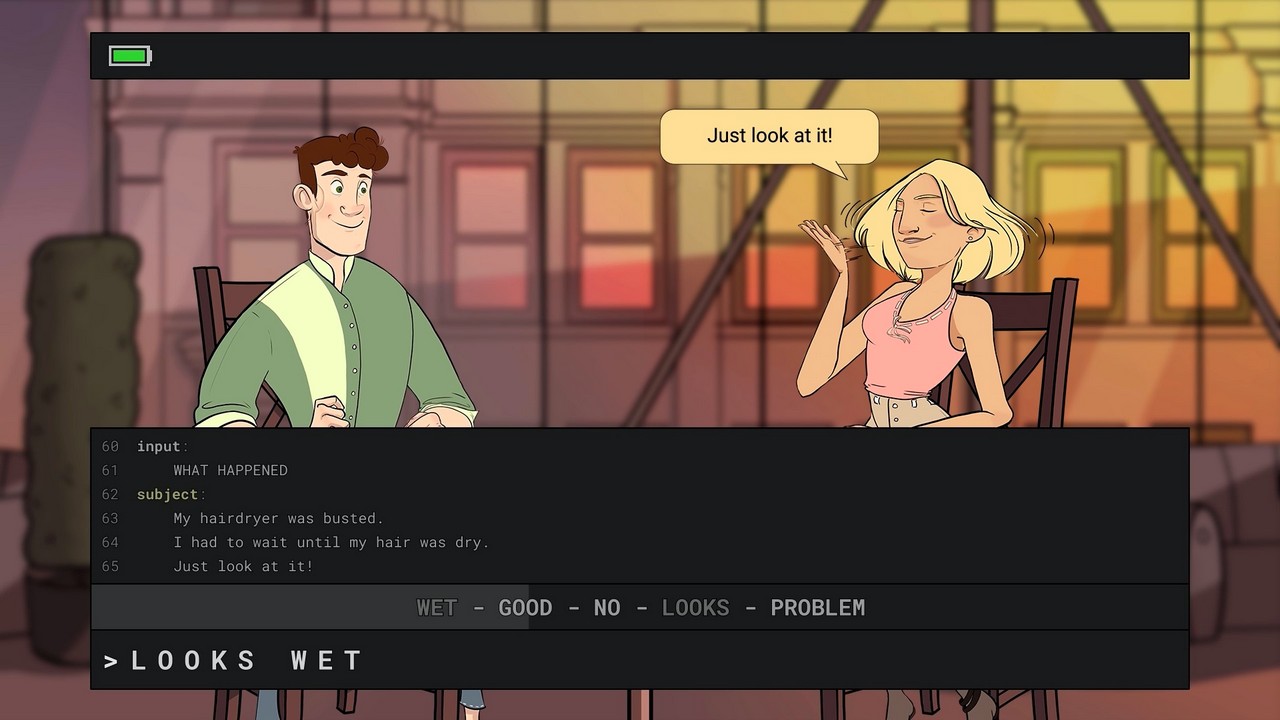 Just look at it!
60 input:
61 WHAT HAPPENED
62 subject:
63 My hairdryer was busted.
64 I had to wait until my hair was dry.
65 Just look at it!
WET - GOOD - NO - LOOKS - PROBLEM
>LOOKS WET